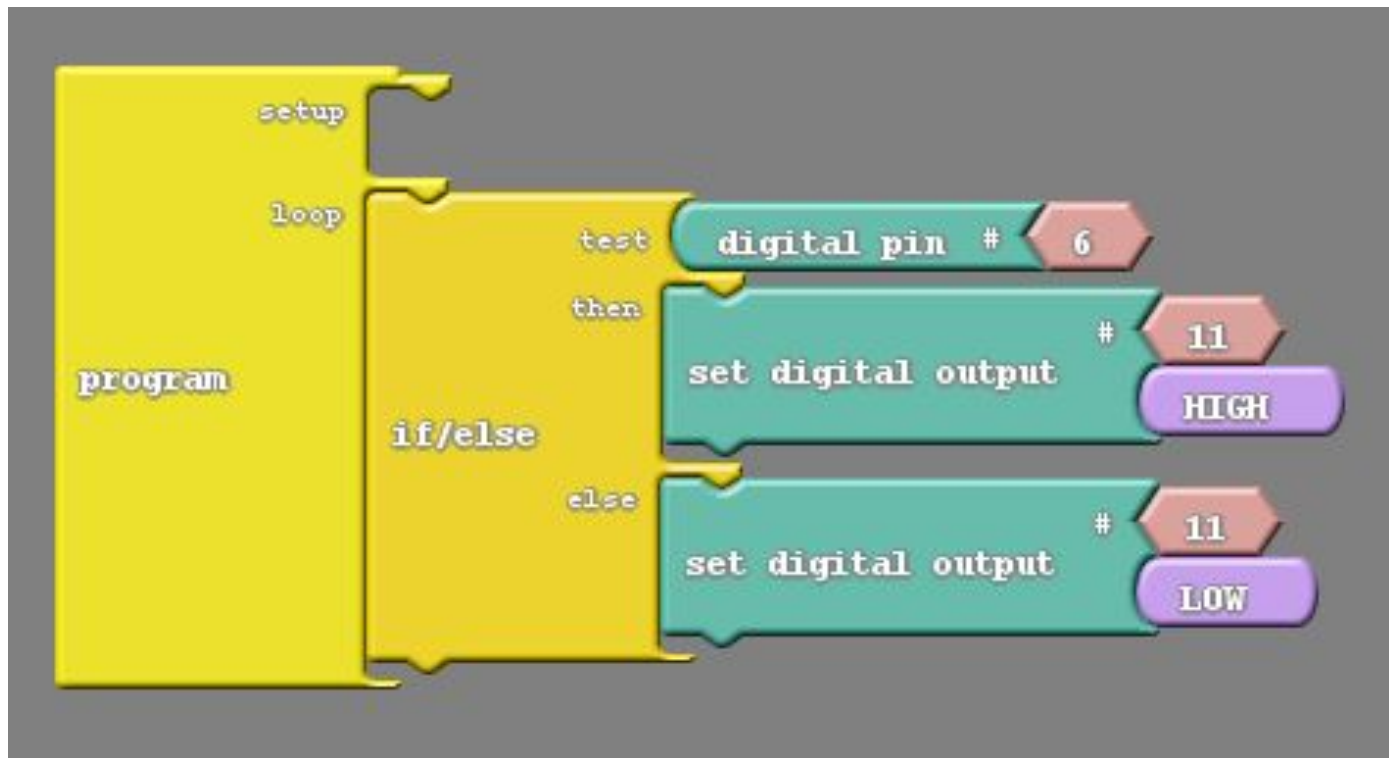 setup
loop
test
digital pin # 6
then
# 11
program
set digital output
HIGH
if/else
else
# 11
set digital output
LOW